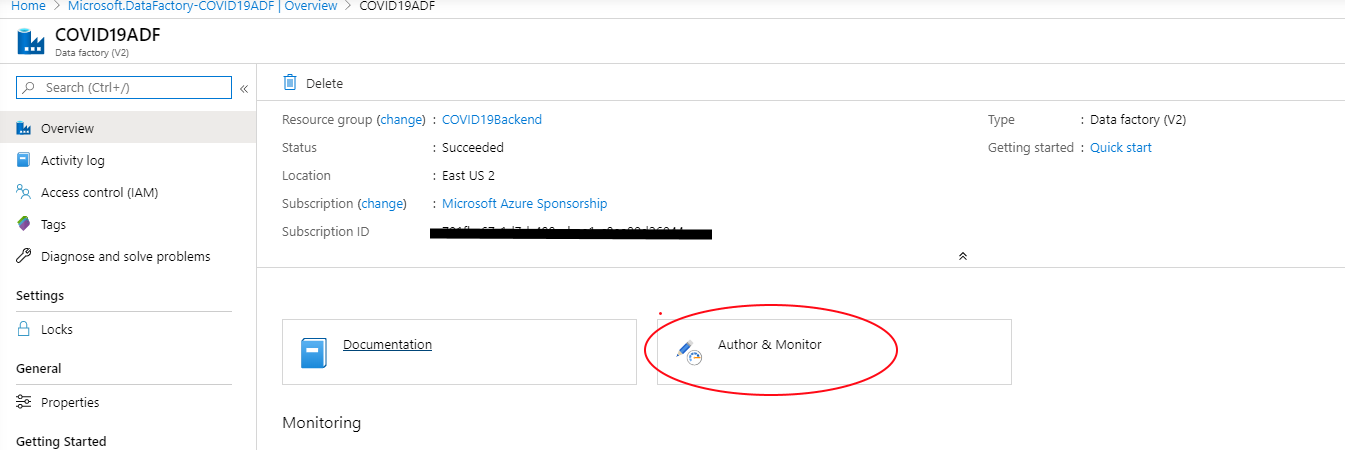 Home > Microsoft.DataFactory-COVID19ADF | Overview > COVID19ADF
COVID19ADF
Data factory (V2)
Search (Ctrl+/)
«
Delete
Overview
Activity log
Access control (IAM)
Tags
Diagnose and solve problems
Settings
Locks
General
Properties
Getting Started
Resource group (change) : COVID19Backend
Status : Succeeded
Location : East US 2
Subscription (change) : Microsoft Azure Sponsorship
Subscription ID :
Type : Data factory (V2)
Getting started : Quick start
Documentation
Author & Monitor
Monitoring